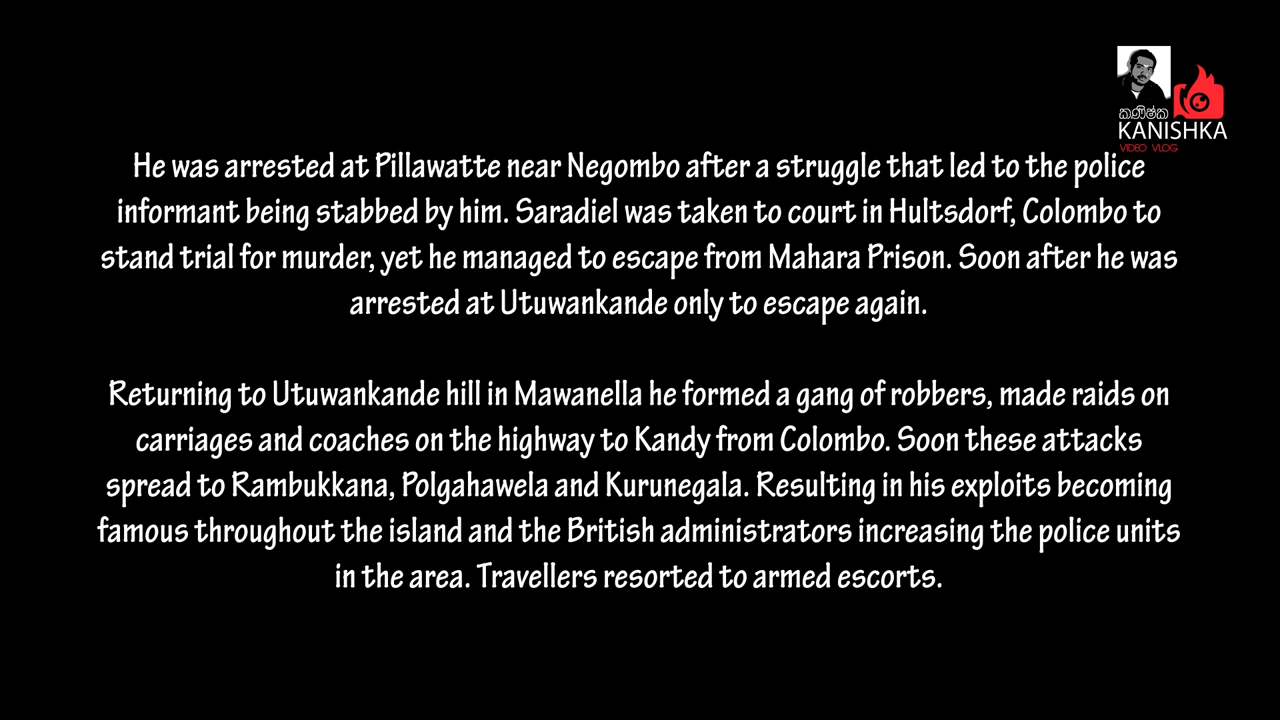 කණිෂ්ක
KANISHKA
VIDEO VLOG
He was arrested at Pillawatte near Negombo after a struggle that led to the police
informant being stabbed by him. Saradiel was taken to court in Hultsdorf, Colombo to
stand trial for murder, yet he managed to escape from Mahara Prison. Soon after he was
arrested at Utuwankande only to escape again.
Returning to Utuwankande hill in Mawanella he formed a gang of robbers, made raids on
carriages and coaches on the highway to Kandy from Colombo. Soon these attacks
spread to Rambukkana, Polgahawela and Kurunegala. Resulting in his exploits becoming
famous throughout the island and the British administrators increasing the police units
in the area. Travellers resorted to armed escorts.